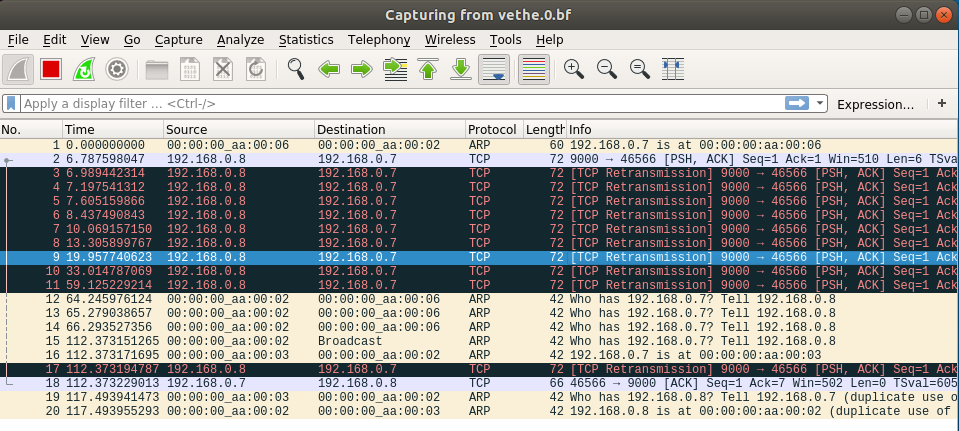 Capturing from vethe.0.bf
File Edit View Go Capture Analyze Statistics Telephony Wireless Tools Help
Apply a display filter ... <Ctrl-/> Expression... +
No. Time Source Destination Protocol Length Info
1 0.000000000 00:00:00_aa:00:06 00:00:00_aa:00:02 ARP 60 192.168.0.7 is at 00:00:00:aa:00:06
2 6.787598047 192.168.0.8 192.168.0.7 TCP 72 9000 → 46566 [PSH, ACK] Seq=1 Ack=1 Win=510 Len=6 TSva
3 6.989442314 192.168.0.8 192.168.0.7 TCP 72 [TCP Retransmission] 9000 → 46566 [PSH, ACK] Seq=1 Ack
4 7.197541312 192.168.0.8 192.168.0.7 TCP 72 [TCP Retransmission] 9000 → 46566 [PSH, ACK] Seq=1 Ack
5 7.605159866 192.168.0.8 192.168.0.7 TCP 72 [TCP Retransmission] 9000 → 46566 [PSH, ACK] Seq=1 Ack
6 8.437490843 192.168.0.8 192.168.0.7 TCP 72 [TCP Retransmission] 9000 → 46566 [PSH, ACK] Seq=1 Ack
7 10.069157150 192.168.0.8 192.168.0.7 TCP 72 [TCP Retransmission] 9000 → 46566 [PSH, ACK] Seq=1 Ack
8 13.305899767 192.168.0.8 192.168.0.7 TCP 72 [TCP Retransmission] 9000 → 46566 [PSH, ACK] Seq=1 Ack
9 19.957740623 192.168.0.8 192.168.0.7 TCP 72 [TCP Retransmission] 9000 → 46566 [PSH, ACK] Seq=1 Ack
10 33.014787069 192.168.0.8 192.168.0.7 TCP 72 [TCP Retransmission] 9000 → 46566 [PSH, ACK] Seq=1 Ack
11 59.125229214 192.168.0.8 192.168.0.7 TCP 72 [TCP Retransmission] 9000 → 46566 [PSH, ACK] Seq=1 Ack
12 64.245976124 00:00:00_aa:00:02 00:00:00_aa:00:06 ARP 42 Who has 192.168.0.7? Tell 192.168.0.8
13 65.279038657 00:00:00_aa:00:02 00:00:00_aa:00:06 ARP 42 Who has 192.168.0.7? Tell 192.168.0.8
14 66.293527356 00:00:00_aa:00:02 00:00:00_aa:00:06 ARP 42 Who has 192.168.0.7? Tell 192.168.0.8
15 112.373151265 00:00:00_aa:00:02 Broadcast ARP 42 Who has 192.168.0.7? Tell 192.168.0.8
16 112.373171695 00:00:00_aa:00:03 00:00:00_aa:00:02 ARP 42 192.168.0.7 is at 00:00:00:aa:00:03
17 112.373194787 192.168.0.8 192.168.0.7 TCP 72 [TCP Retransmission] 9000 → 46566 [PSH, ACK] Seq=1 Ack
18 112.373229013 192.168.0.7 192.168.0.8 TCP 66 46566 → 9000 [ACK] Seq=1 Ack=7 Win=502 Len=0 TSval=605
19 117.493941473 00:00:00_aa:00:03 00:00:00_aa:00:02 ARP 42 Who has 192.168.0.8? Tell 192.168.0.7 (duplicate use o
20 117.493955293 00:00:00_aa:00:02 00:00:00_aa:00:03 ARP 42 192.168.0.8 is at 00:00:00:aa:00:02 (duplicate use of